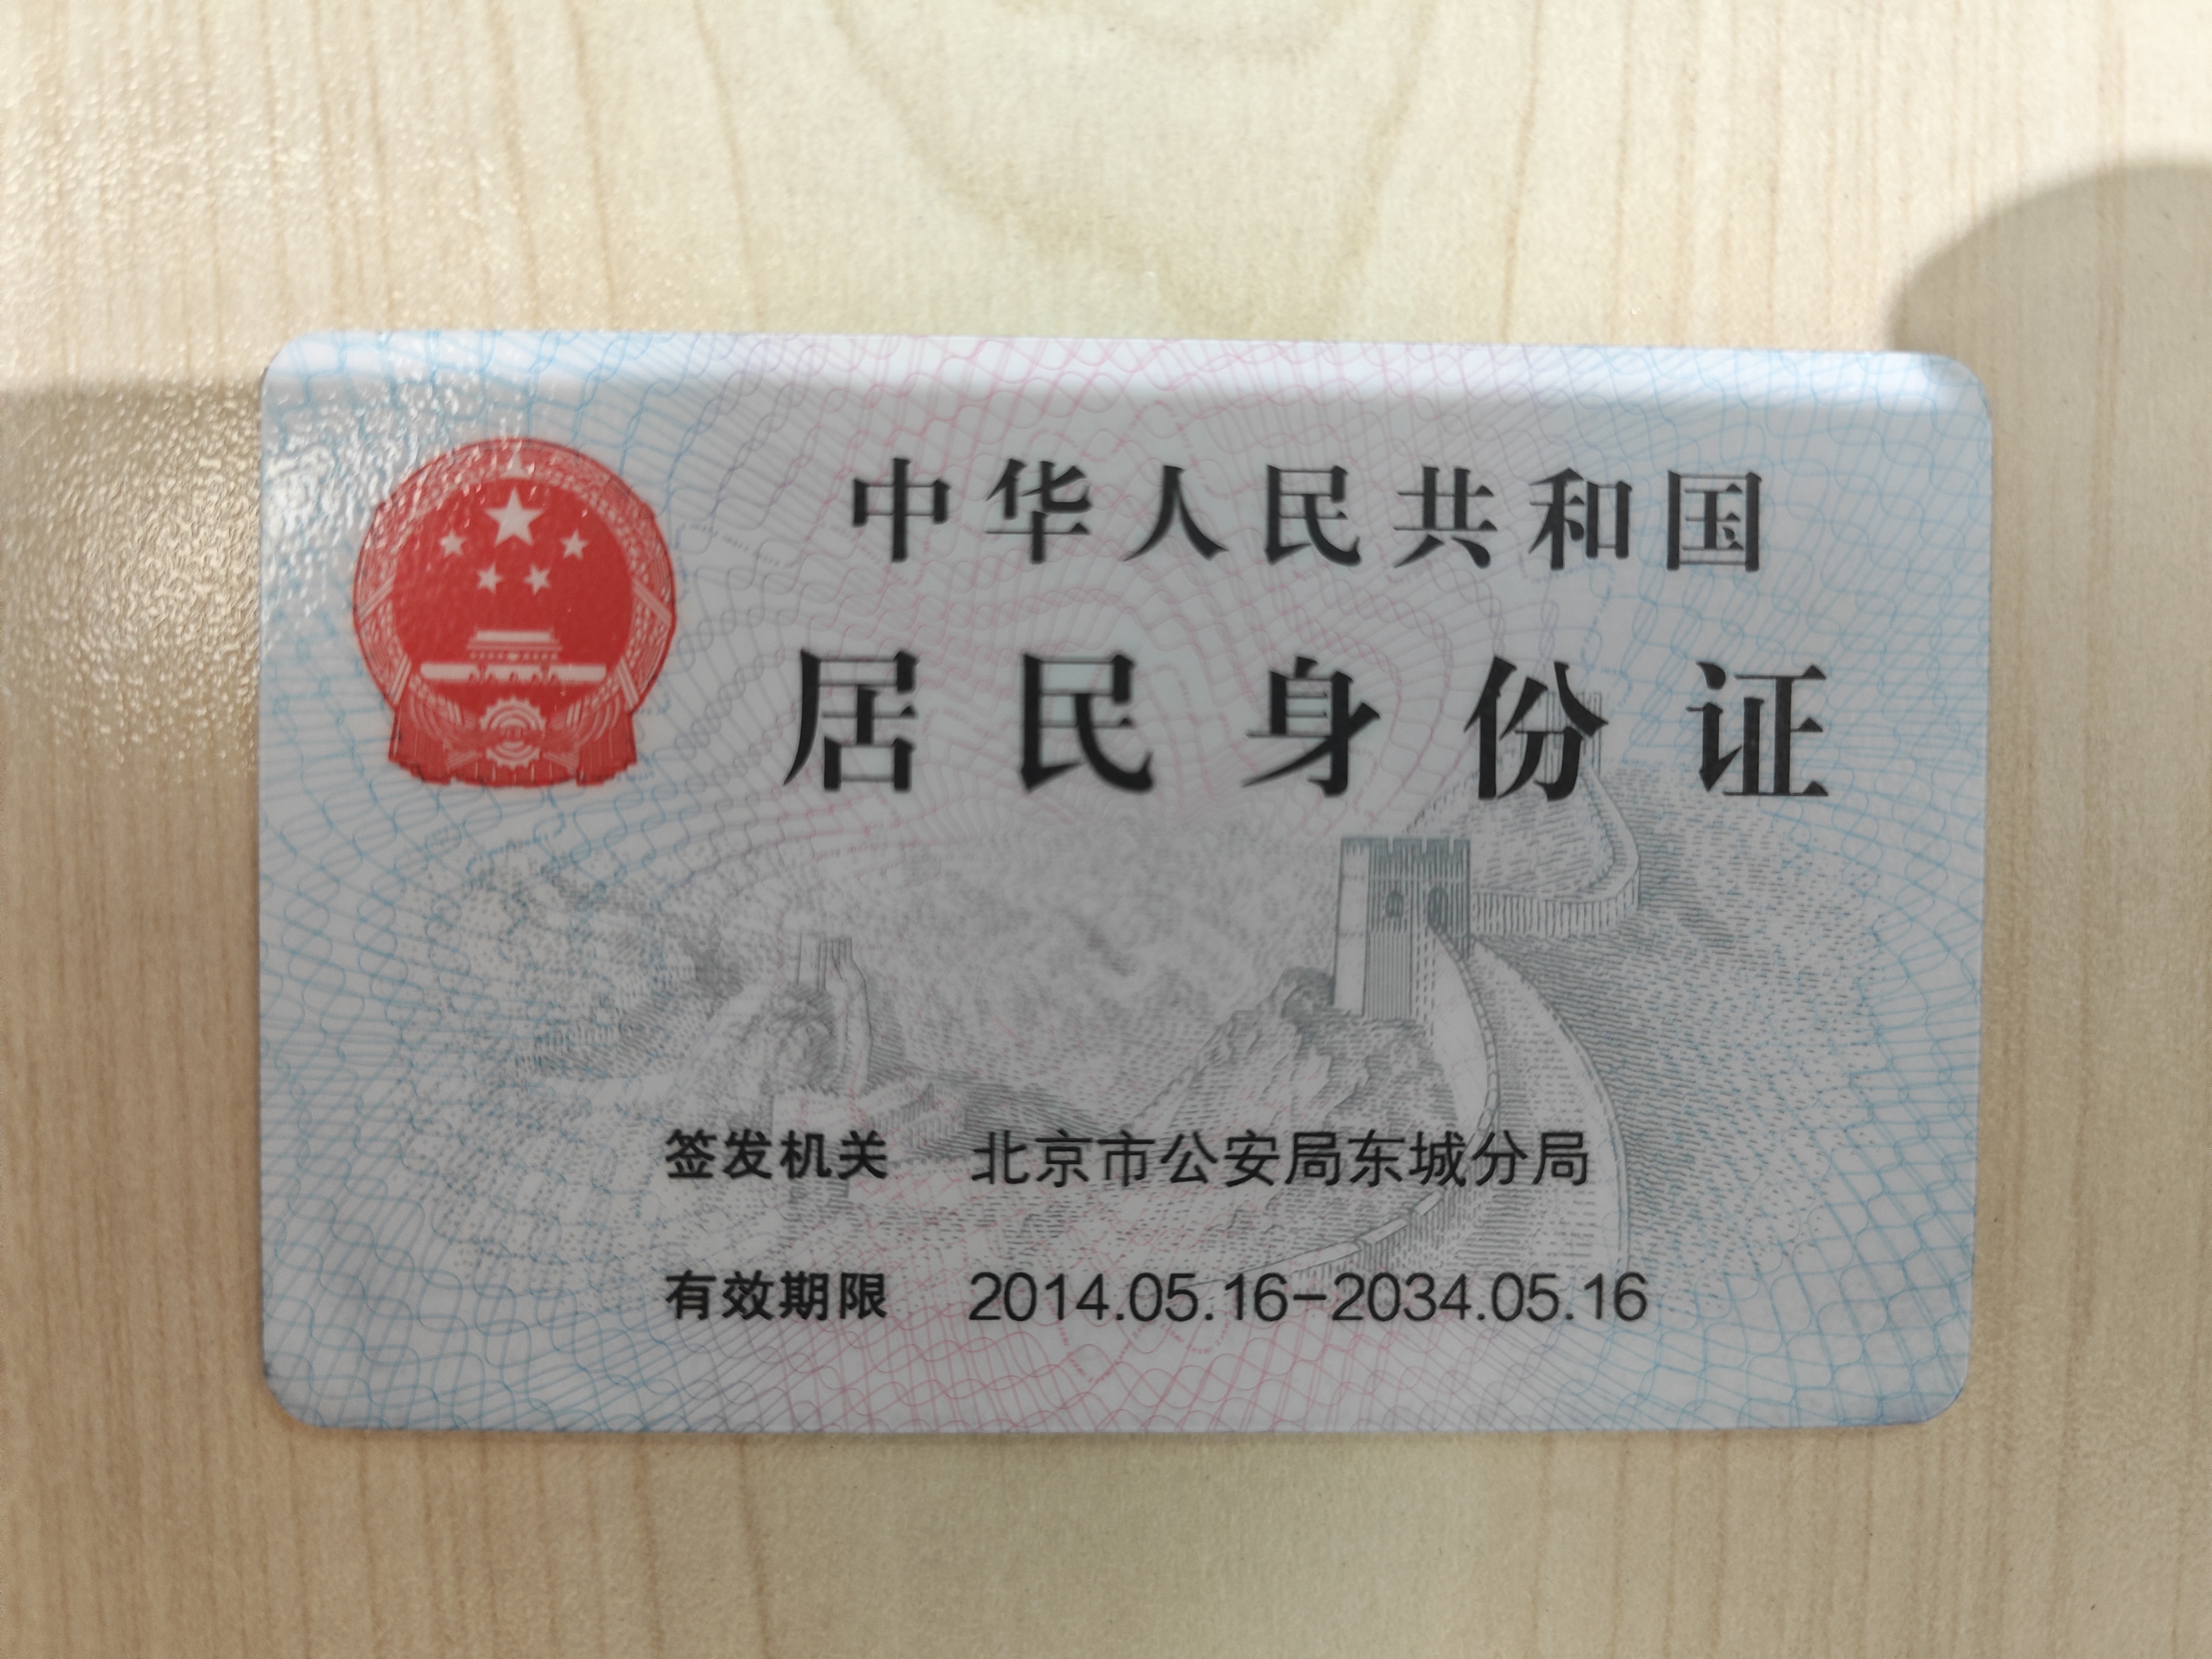 中华人民共和国
居民身份证
签发机关 北京市公安局东城分局
有效期限 2014.05.16-2034.05.16